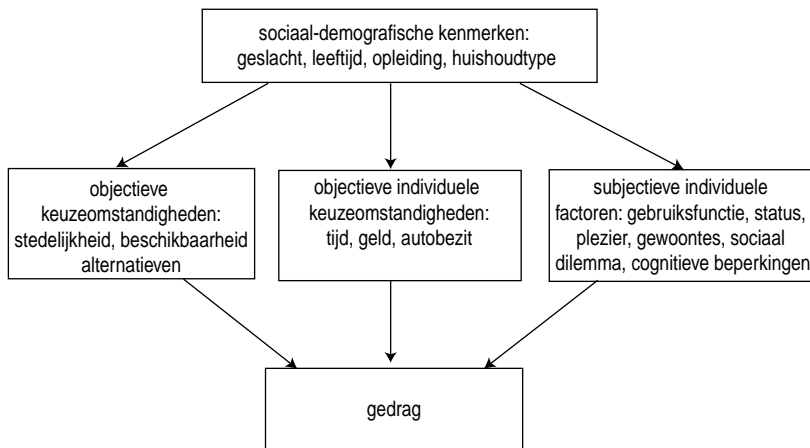 sociaal-demografische kenmerken:
geslacht, leeftijd, opleiding, huishoudtype
objectieve
keuzeomstandigheden:
stedelijkheid, beschikbaarheid
alternatieven
objectieve individuele
keuzeomstandigheden:
tijd, geld, autobezit
subjectieve individuele
factoren: gebruiksfunctie, status,
plezier, gewoontes, sociaal
dilemma, cognitieve beperkingen
gedrag